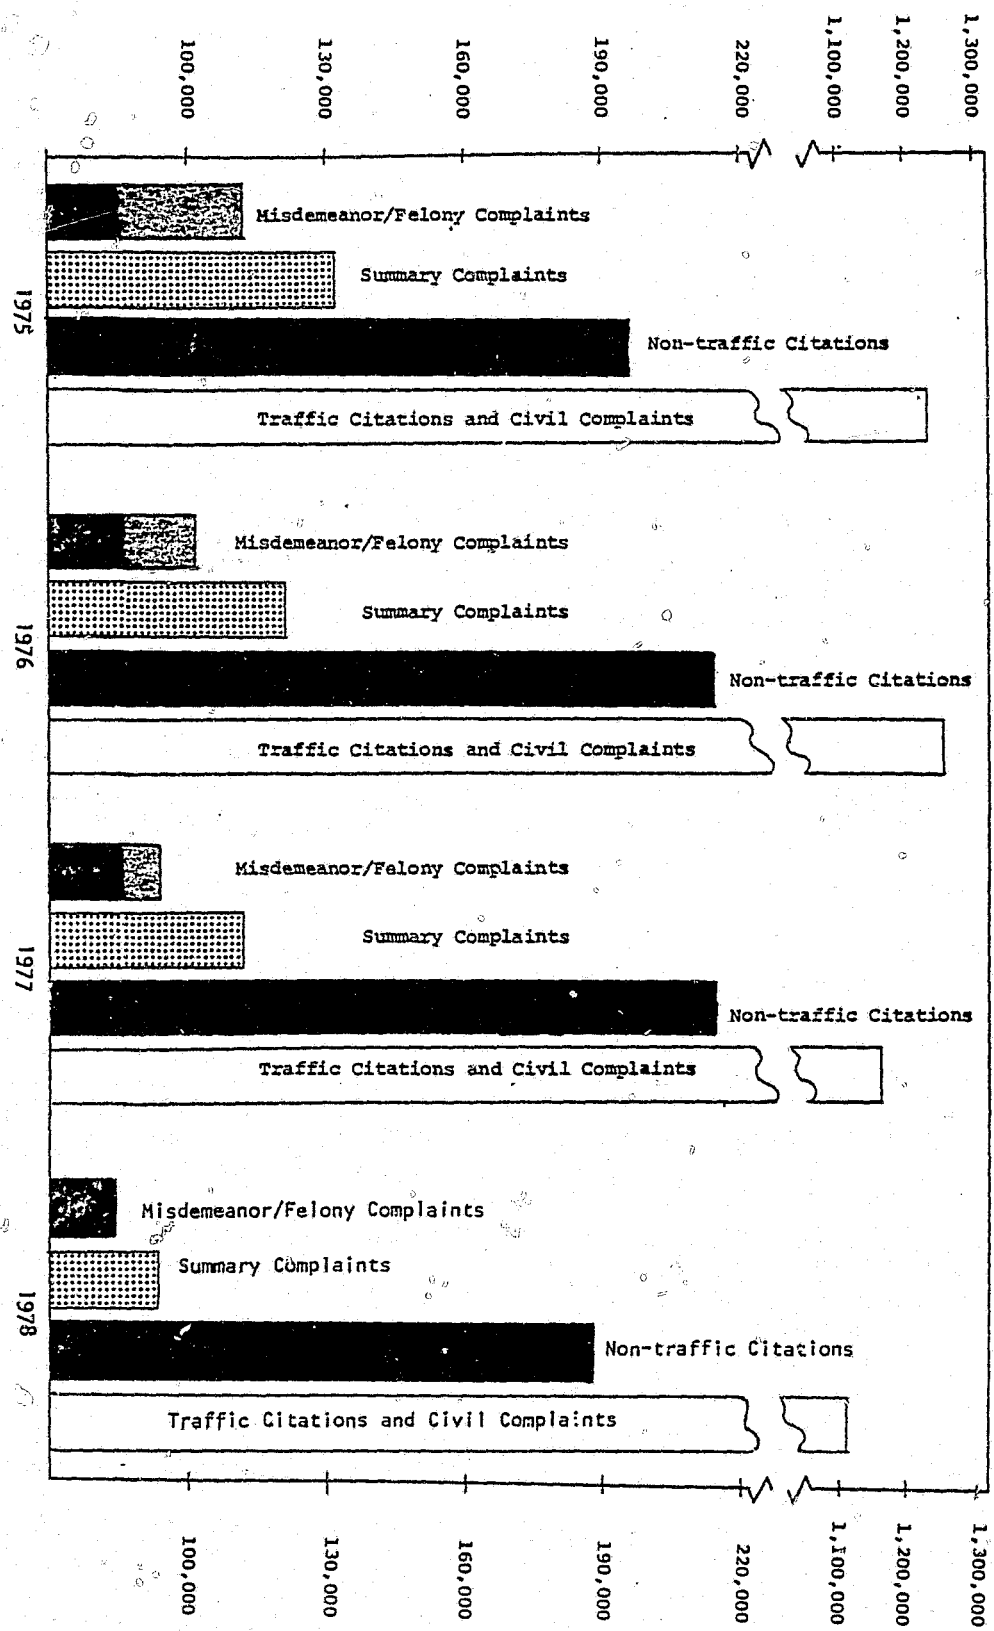 1,300,000
1,200,000
1,100,000
220,000
190,000
160,000
130,000
100,000
1975
Misdemeanor/Felony Complaints
Summary Complaints
Non-traffic Citations
Traffic Citations and Civil Complaints
1976
Misdemeanor/Felony Complaints
Summary Complaints
Non-traffic Citations
Traffic Citations and Civil Complaints
1977
Misdemeanor/Felony Complaints
Summary Complaints
Non-traffic Citations
Traffic Citations and Civil Complaints
1978
Misdemeanor/Felony Complaints
Summary Complaints
Non-traffic Citations
Traffic Citations and Civil Complaints
1,300,000
1,200,000
1,100,000
220,000
190,000
160,000
130,000
100,000